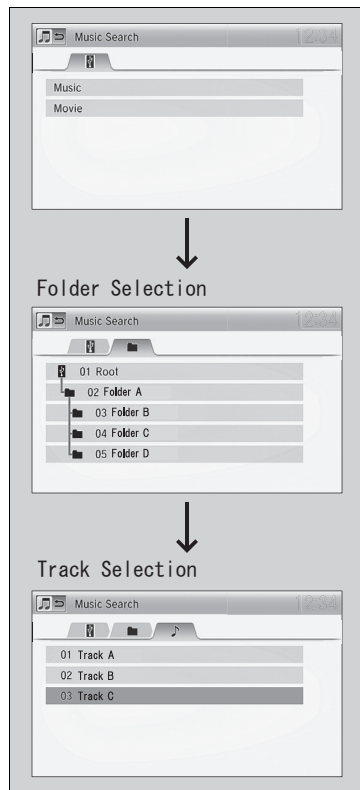 Music Search 12:34
Music
Movie
Folder Selection
Music Search 12:34
01 Root
02 Folder A
03 Folder B
04 Folder C
05 Folder D
Track Selection
Music Search 12:34
01 Track A
02 Track B
03 Track C